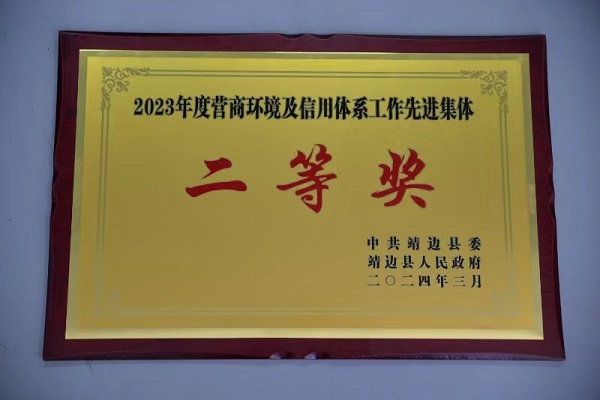 2023年度营商环境及信用体系工作先进集体
二等奖
中共靖边县委
靖边县人民政府
二〇二四年三月